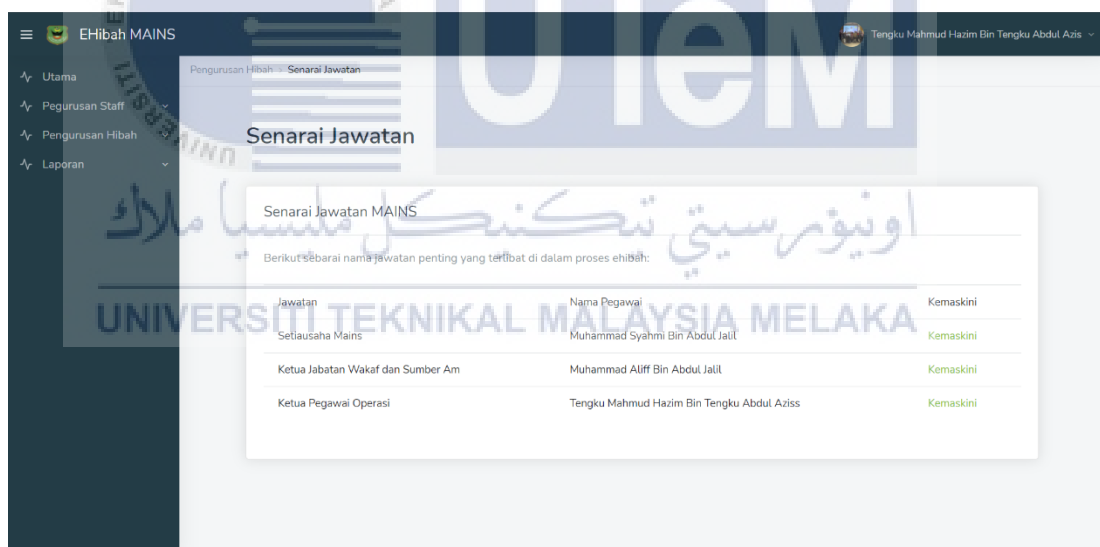 EHibah MAINS
Tengku Mahmud Hazim Bin Tengku Abdul Azis
Utama
Pegurusan Staff
Pengurusan Hibah
Laporan
Pengurusan Hibah > Senarai Jawatan
Senarai Jawatan
Senarai Jawatan MAINS
Berikut sebarai nama jawatan penting yang terlibat di dalam proses ehibah:
Jawatan Nama Pegawai Kemaskini
Setiausaha Mains Muhammad Syahmi Bin Abdul Jalil Kemaskini
Ketua Jabatan Wakaf dan Sumber Am Muhammad Aliff Bin Abdul Jalil Kemaskini
Ketua Pegawai Operasi Tengku Mahmud Hazim Bin Tengku Abdul Aziss Kemaskini
UTeM
اونيۏرسيتي تيكنيكل مليسيا ملاك
UNIVERSITI TEKNIKAL MALAYSIA MELAKA